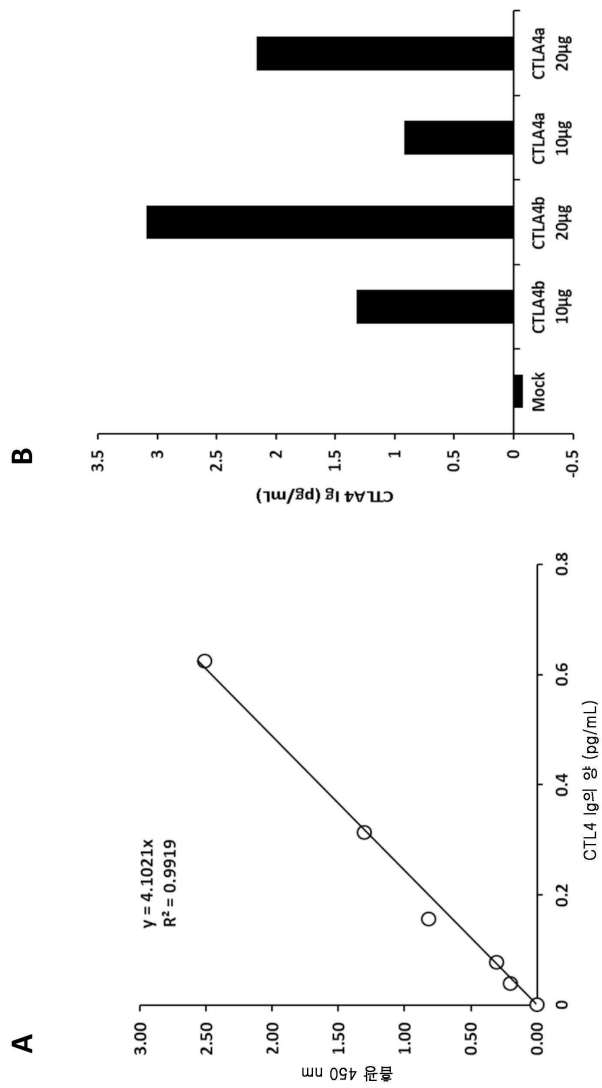 A
3.00
2.50
2.00
1.50
1.00
0.50
0.00
흡광 450 nm
y = 4.1021x
R² = 0.9919
0
0.2
0.4
0.6
0.8
CTL4 Ig의 양 (pg/mL)
B
3.5
3
2.5
2
1.5
1
0.5
0
-0.5
CTLA4 Ig (pg/mL)
Mock
CTLA4b
10µg
CTLA4b
20µg
CTLA4a
10µg
CTLA4a
20µg